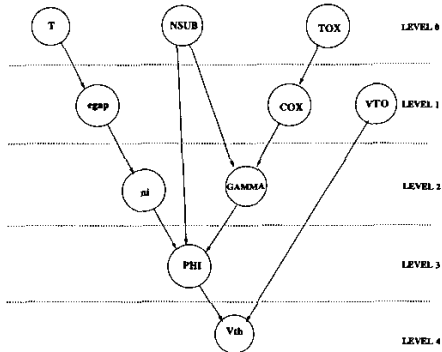 T NSUB TOX LEVEL 0
egap COX VTO LEVEL 1
ni GAMMA LEVEL 2
PHI LEVEL 3
Vth LEVEL 4